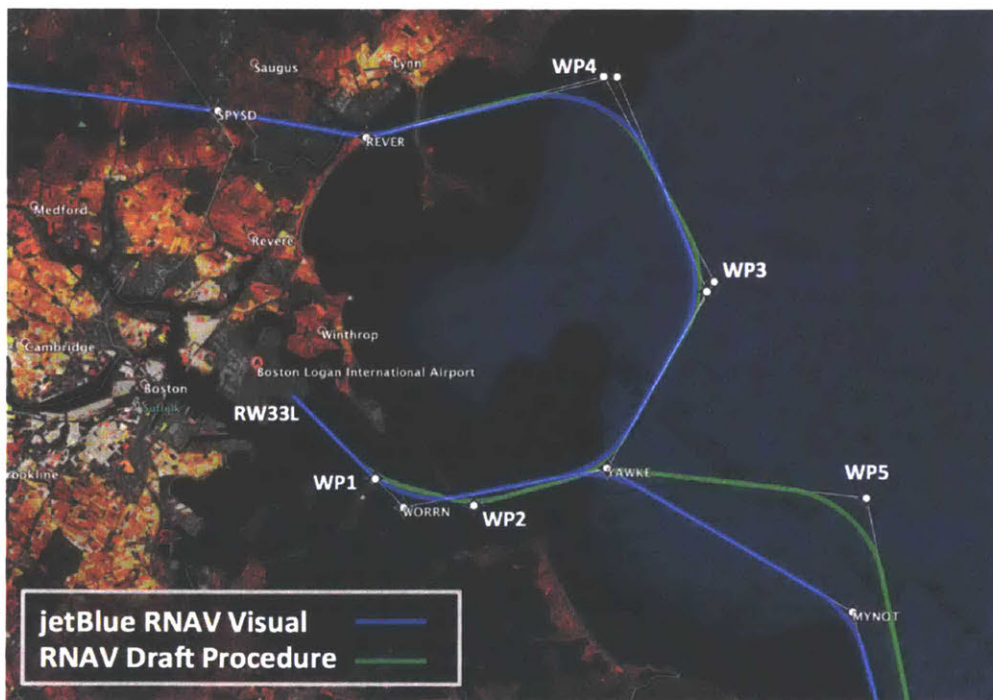 WP4
Lynn
Saugus
SPYSD
REVER
Medford
Revere
WP3
Winthrop
Cambridge
Boston Logan International Airport
Boston
Suffolk
RW33L
rookline
WP1
YAWKE
WP5
WORRN
WP2
MYNOT
jetBlue RNAV Visual
RNAV Draft Procedure